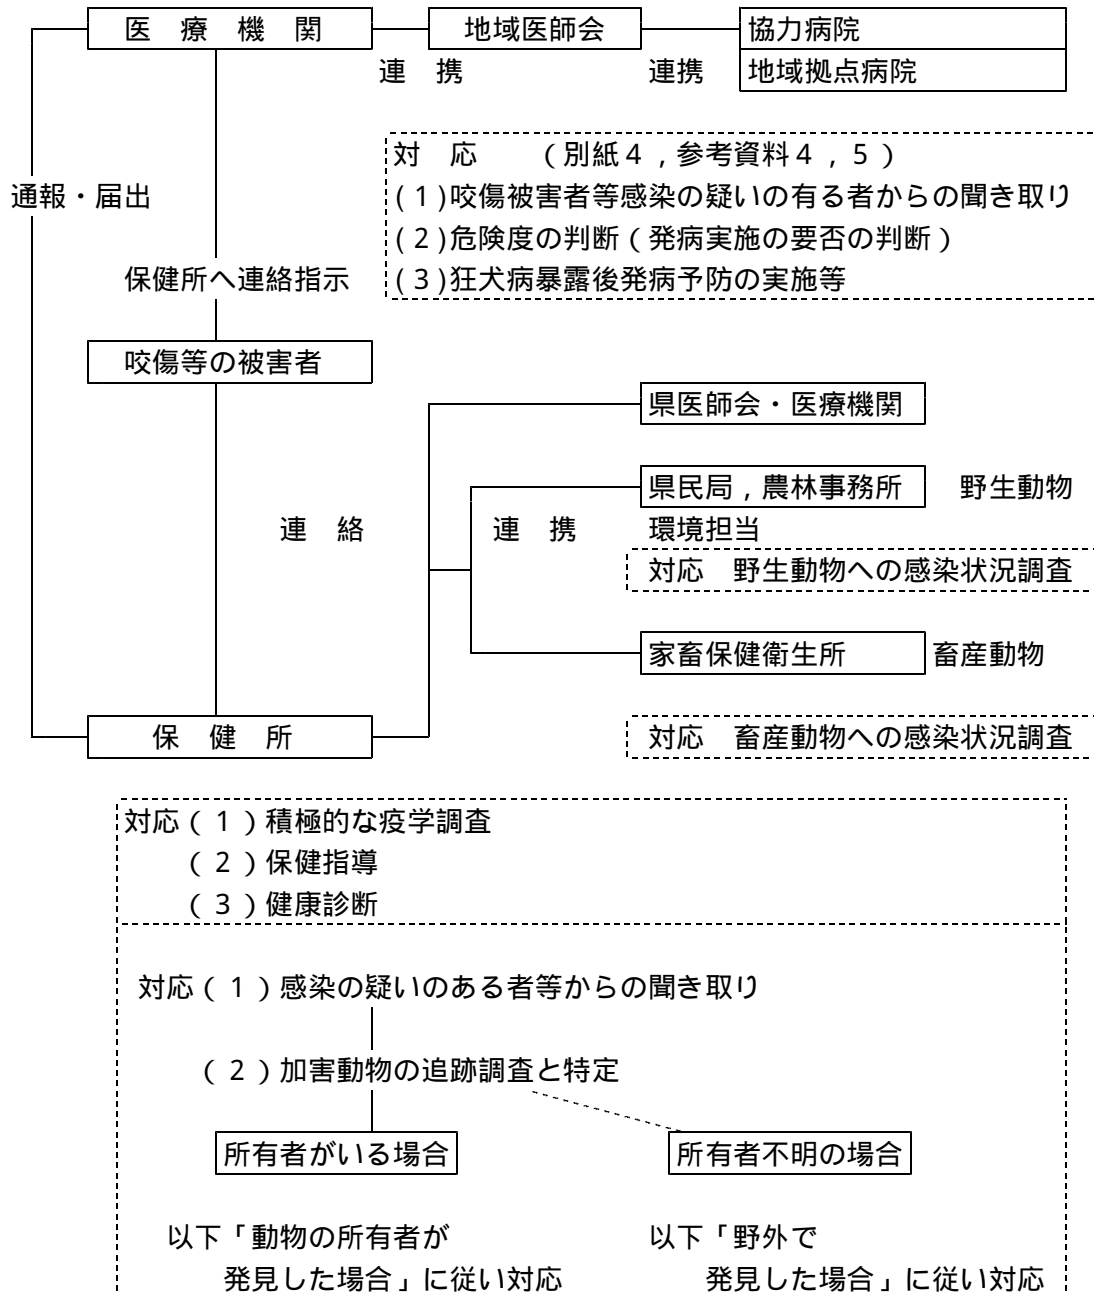 医　療　機　関　地域医師会　協力病院
連　携　連携　地域拠点病院
対　応　　（別紙４，参考資料４，５）
通報・届出　(１)咬傷被害者等感染の疑いの有る者からの聞き取り
(２)危険度の判断（発病実施の要否の判断）
保健所へ連絡指示　(３)狂犬病暴露後発病予防の実施等
咬傷等の被害者
県医師会・医療機関
県民局，農林事務所　野生動物
連　絡　連　携　環境担当
対応　野生動物への感染状況調査
家畜保健衛生所　畜産動物
保　健　所　対応　畜産動物への感染状況調査
対応（１）積極的な疫学調査
（２）保健指導
（３）健康診断
対応（１）感染の疑いのある者等からの聞き取り
（２）加害動物の追跡調査と特定
所有者がいる場合　所有者不明の場合
以下「動物の所有者が　以下「野外で
発見した場合」に従い対応　発見した場合」に従い対応